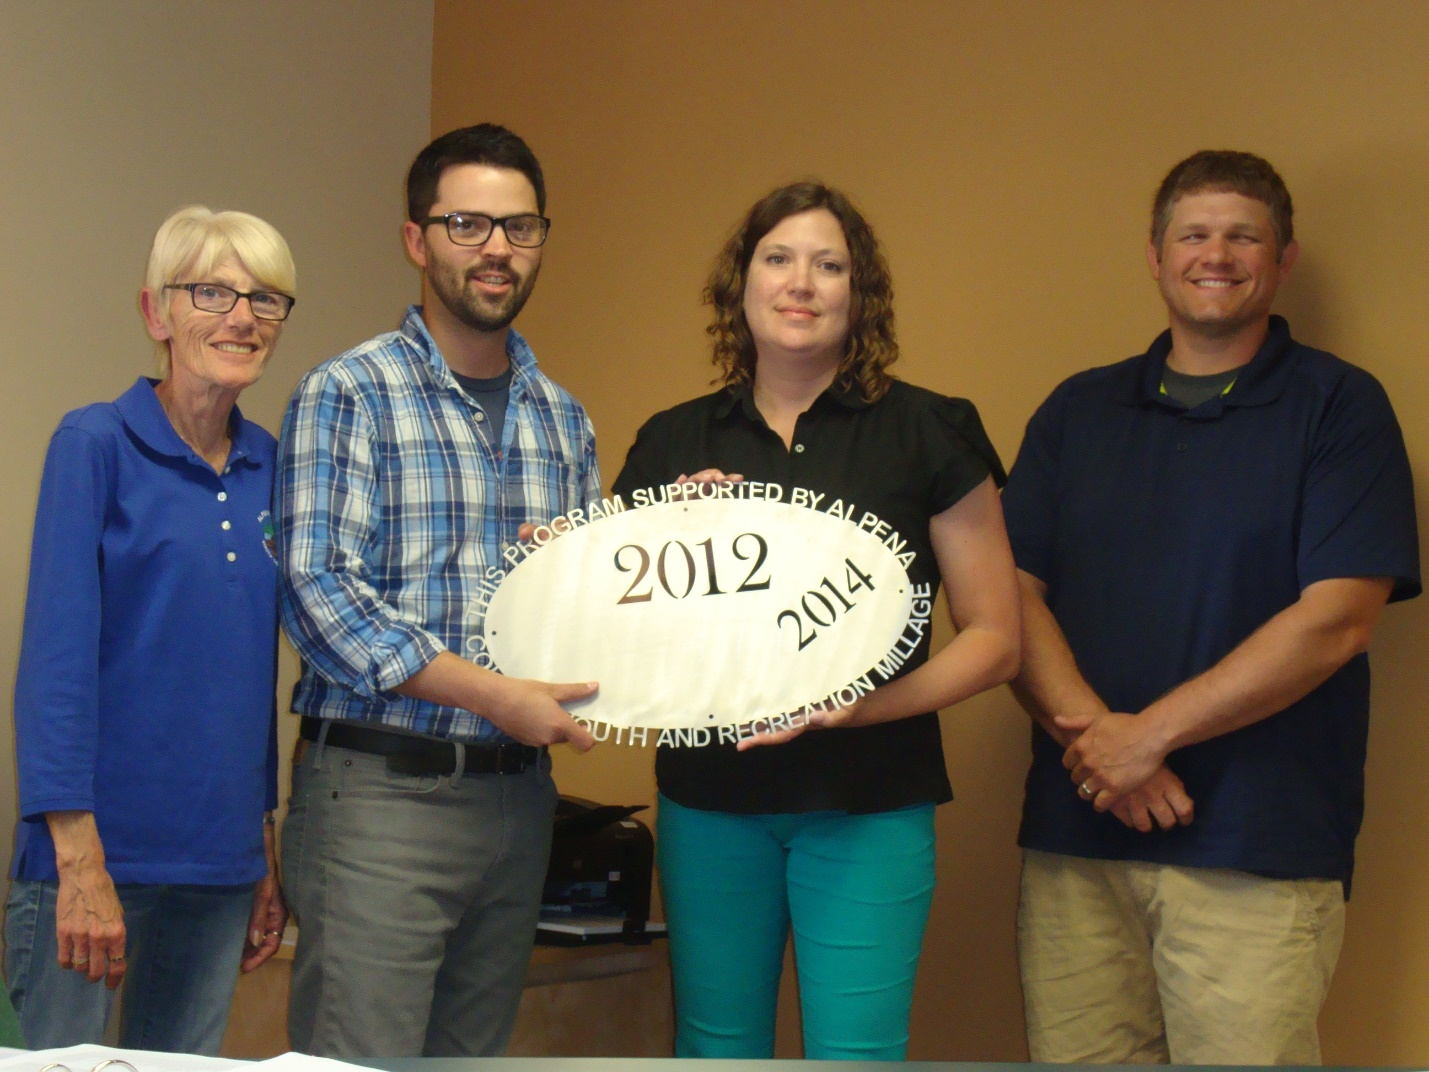 THIS PROGRAM SUPPORTED BY ALPENA
2012
2014
YOUTH AND RECREATION MILLAGE